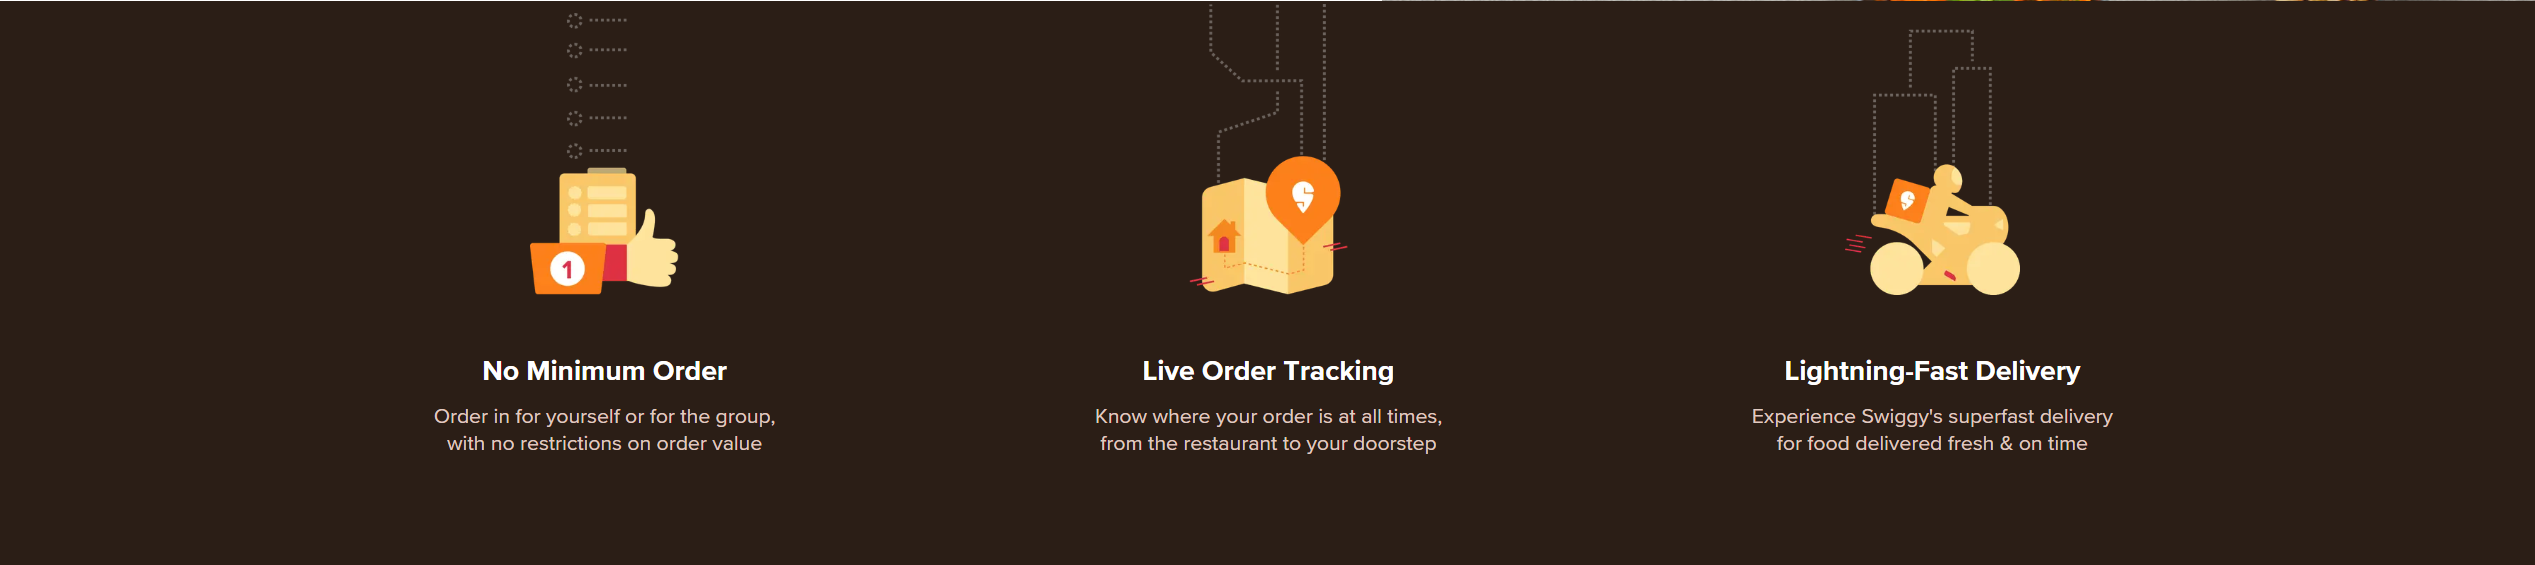 1
No Minimum Order
Order in for yourself or for the group,
with no restrictions on order value
Live Order Tracking
Know where your order is at all times,
from the restaurant to your doorstep
Lightning-Fast Delivery
Experience Swiggy's superfast delivery
for food delivered fresh & on time